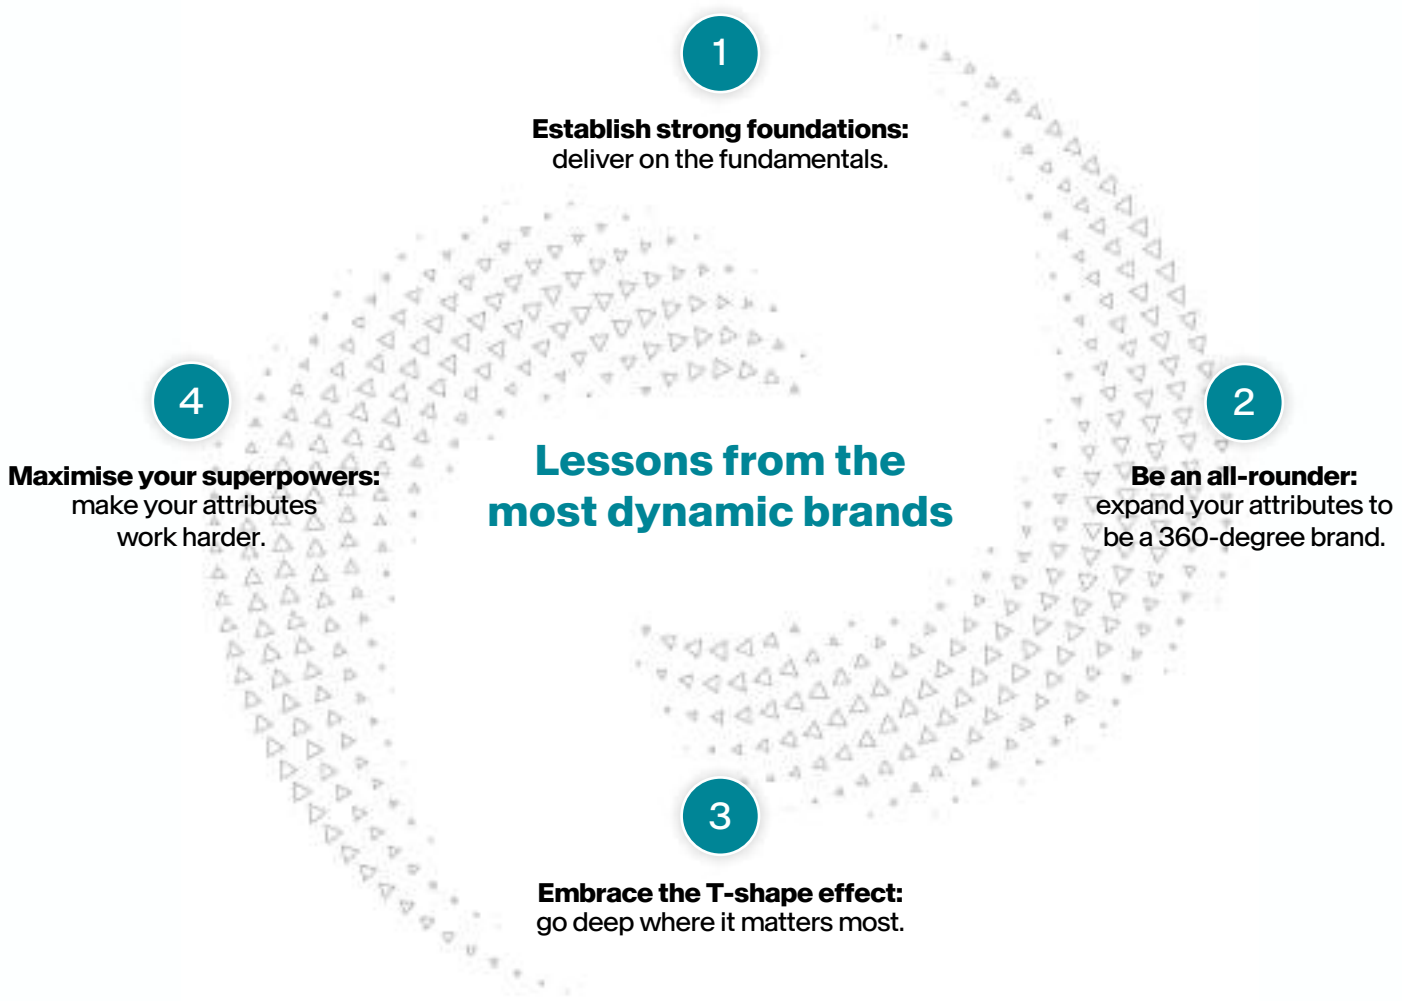 1
Establish strong foundations:
deliver on the fundamentals.
2
Be an all-rounder:
expand your attributes to
be a 360-degree brand.
3
Embrace the T-shape effect:
go deep where it matters most.
4
Maximise your superpowers:
make your attributes
work harder.
Lessons from the
most dynamic brands